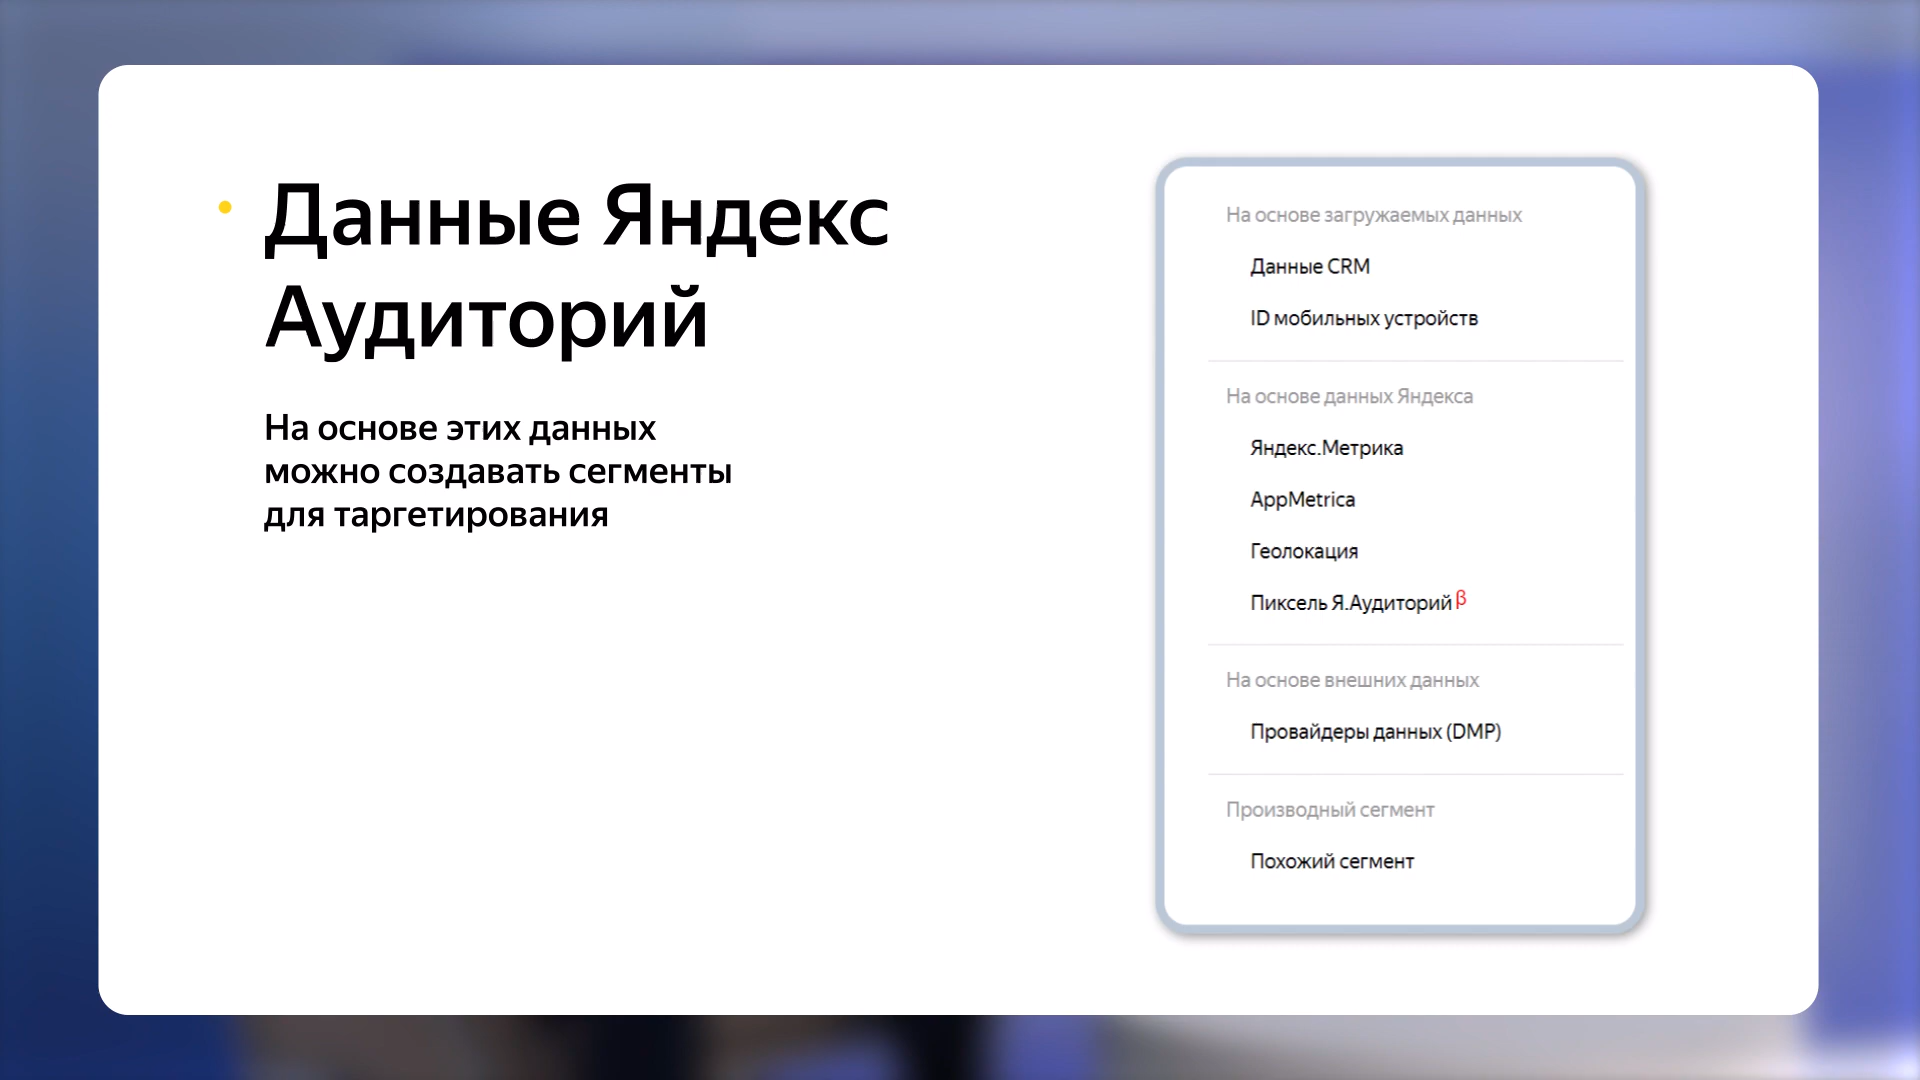 Данные Яндекс
Аудиторий
На основе этих данных
можно создавать сегменты
для таргетирования
На основе загружаемых данных
Данные CRM
ID мобильных устройств
На основе данных Яндекса
Яндекс.Метрика
AppMetrica
Геолокация
Пиксель Я.Аудиторий β
На основе внешних данных
Провайдеры данных (DMP)
Производный сегмент
Похожий сегмент